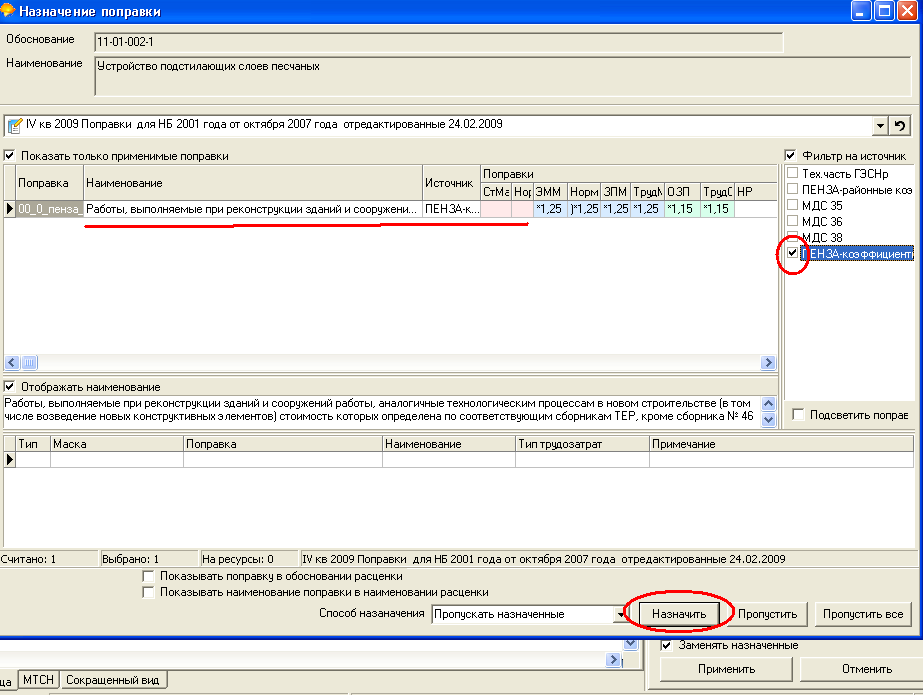 Назначение поправки
Обоснование
11-01-002-1
Наименование
Устройство подстилающих слоев песчаных
IV кв 2009 Поправки для НБ 2001 года от октября 2007 года отредактированные 24.02.2009
Показать только применимые поправки
Фильтр на источник
Поправка Наименование Источник Поправки
СтМа Нор ЭММ Норм ЗПМ ТрудМ ОЗП ТрудО НР
00_0_пенза_ Работы, выполняемые при реконструкции зданий и сооружени... ПЕНЗА-к... *1,25 )*1,25 *1,25 *1,25 *1,15 *1,15
Тех.часть ГЭСНр
ПЕНЗА-районные коэ
МДС 35
МДС 36
МДС 38
ПЕНЗА-коэффициент
Отображать наименование
Работы, выполняемые при реконструкции зданий и сооружений работы, аналогичные технологическим процессам в новом строительстве (в том
числе возведение новых конструктивных элементов) стоимость которых определена по соответствующим сборникам ТЕР, кроме сборника № 46
Подсветить поправ
Тип Маска Поправка Наименование Тип трудозатрат Примечание
Считано: 1 Выбрано: 1 На ресурсы: 0 IV кв 2009 Поправки для НБ 2001 года от октября 2007 года отредактированные 24.02.2009
Показывать поправку в обосновании расценки
Показывать наименование поправки в наименовании расценки
Способ назаначения Пропускать назначенные Назначить Пропустить Пропустить все
Заменять назначенные
Применить Отменить
ца МТСН Сокращенный вид